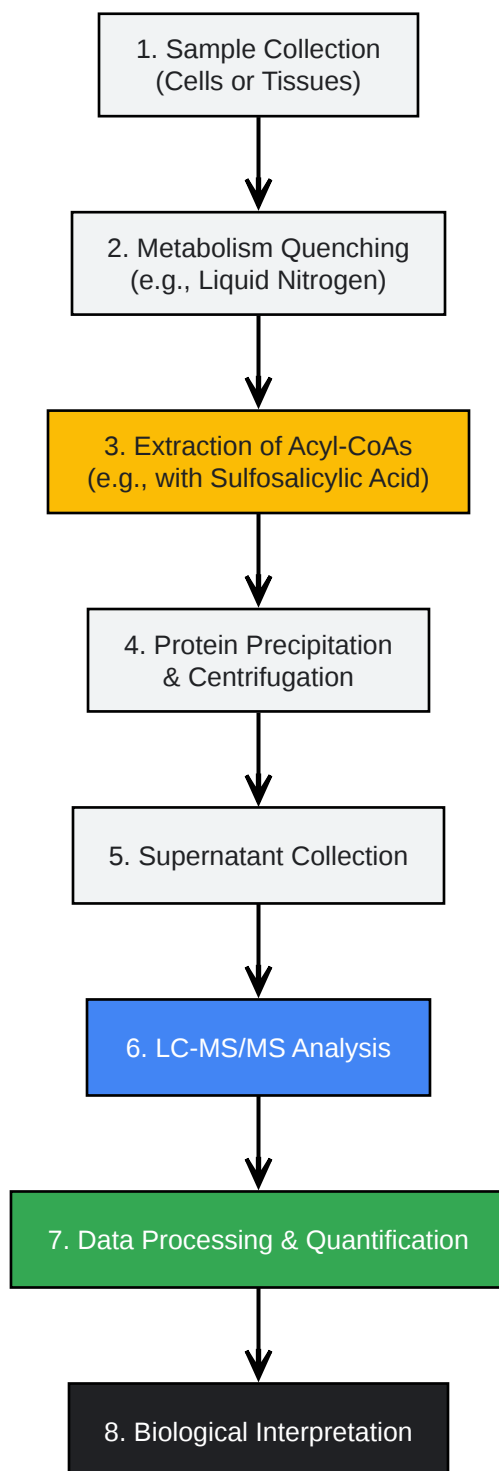 1. Sample Collection
(Cells or Tissues)
2. Metabolism Quenching
(e.g., Liquid Nitrogen)
3. Extraction of Acyl-CoAs
(e.g., with Sulfosalicylic Acid)
4. Protein Precipitation
& Centrifugation
5. Supernatant Collection
6. LC-MS/MS Analysis
7. Data Processing & Quantification
8. Biological Interpretation